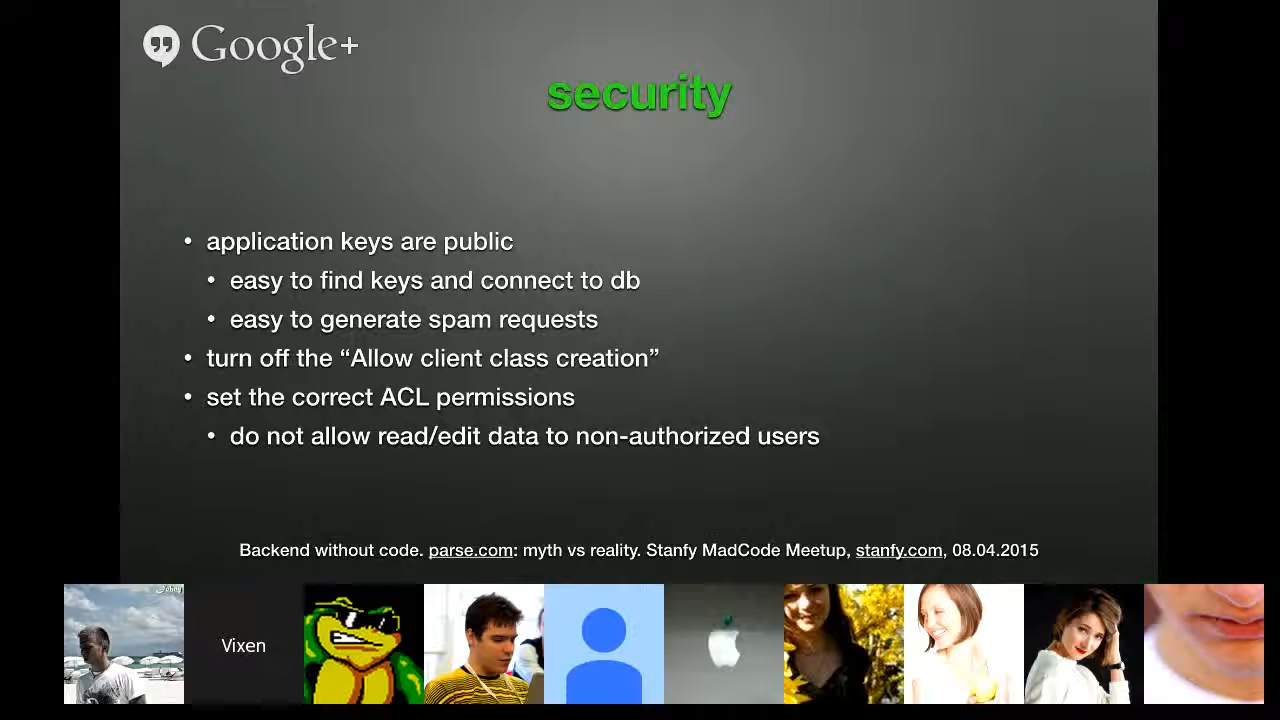 Google+
security
• application keys are public
• easy to find keys and connect to db
• easy to generate spam requests
• turn off the “Allow client class creation”
• set the correct ACL permissions
• do not allow read/edit data to non-authorized users
Backend without code. parse.com: myth vs reality. Stanfy MadCode Meetup, stanfy.com, 08.04.2015
Johny
Vixen